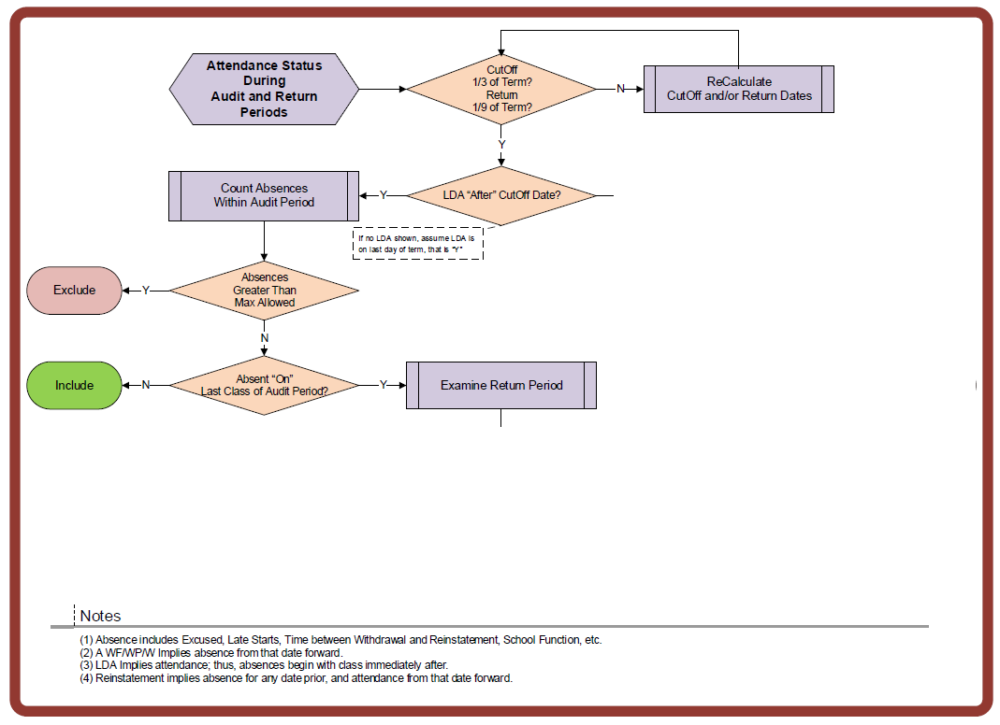 Attendance Status
During
Audit and Return
Periods
CutOff
1/3 of Term?
Return
1/9 of Term?
N
ReCalculate
CutOff and/or Return Dates
Y
Count Absences
Within Audit Period
Y
LDA “After” CutOff Date?
If no LDA shown, assume LDA is
on last day of term, that is “Y”
Exclude
Y
Absences
Greater Than
Max Allowed
N
Include
N
Absent “On”
Last Class of Audit Period?
Y
Examine Return Period
Notes
(1) Absence includes Excused, Late Starts, Time between Withdrawal and Reinstatement, School Function, etc.
(2) A WF/WP/W Implies absence from that date forward.
(3) LDA Implies attendance; thus, absences begin with class immediately after.
(4) Reinstatement implies absence for any date prior, and attendance from that date forward.